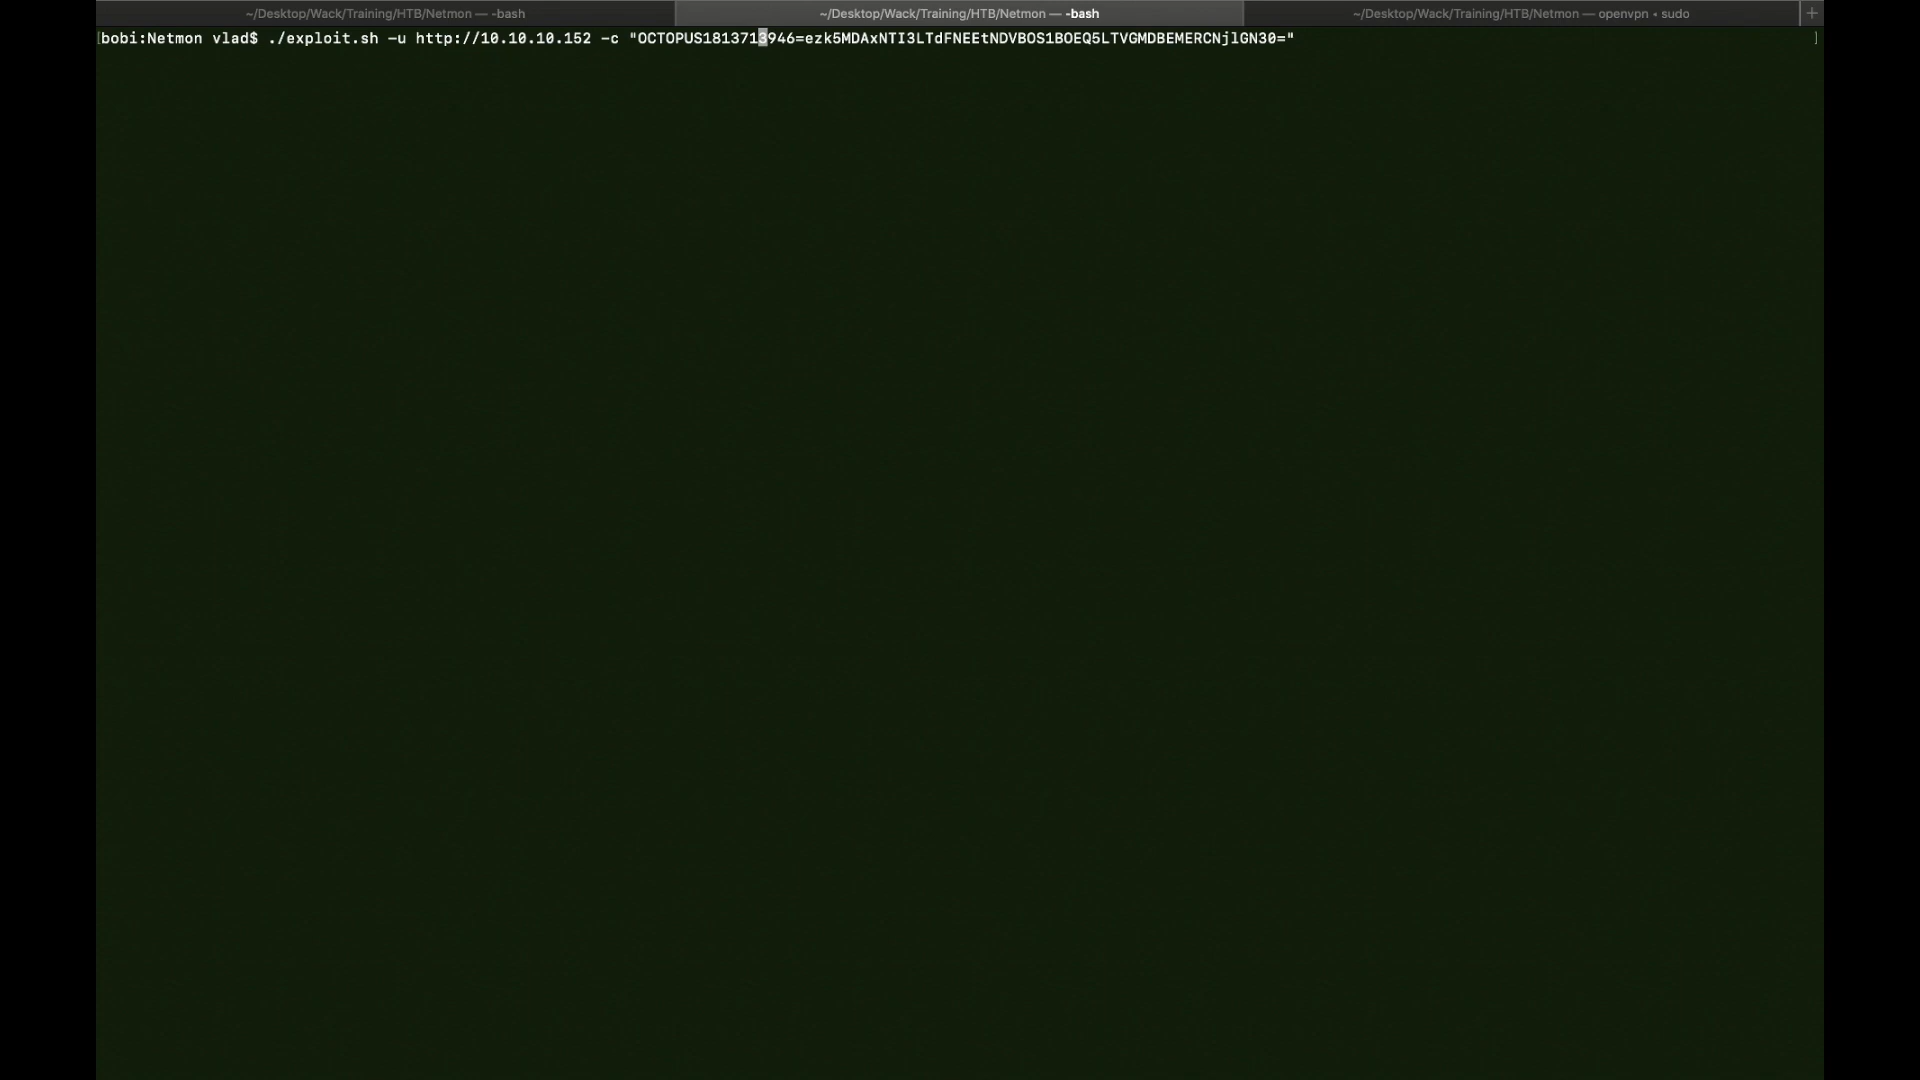 ~/Desktop/Wack/Training/HTB/Netmon — -bash
~/Desktop/Wack/Training/HTB/Netmon — -bash
~/Desktop/Wack/Training/HTB/Netmon — openvpn • sudo
+
[bobi:Netmon vlad$ ./exploit.sh -u http://10.10.10.152 -c "OCTOPUS1813713946=ezk5MDAxNTI3LTdFNEEtNDVBOS1BOEQ5LTVGMDBEMERCNjlGN30=" ]